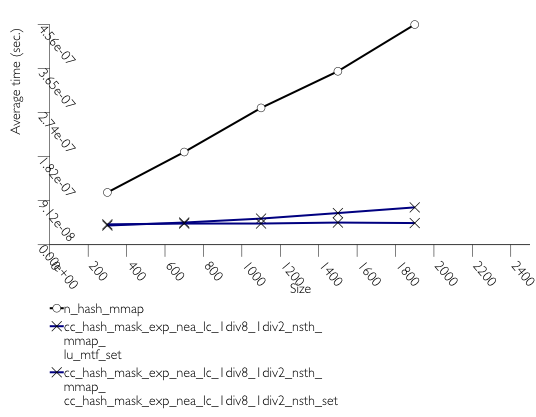 Average time (sec.)
4.56e-07
3.65e-07
2.74e-07
1.82e-07
9.12e-08
0.00e+00
0
200
400
600
800
1000
1200
1400
1600
1800
2000
2200
2400
Size
n_hash_mmap
cc_hash_mask_exp_nea_lc_1div8_1div2_nsth_
mmap_
lu_mtf_set
cc_hash_mask_exp_nea_lc_1div8_1div2_nsth_
mmap_
cc_hash_mask_exp_nea_lc_1div8_1div2_nsth_set